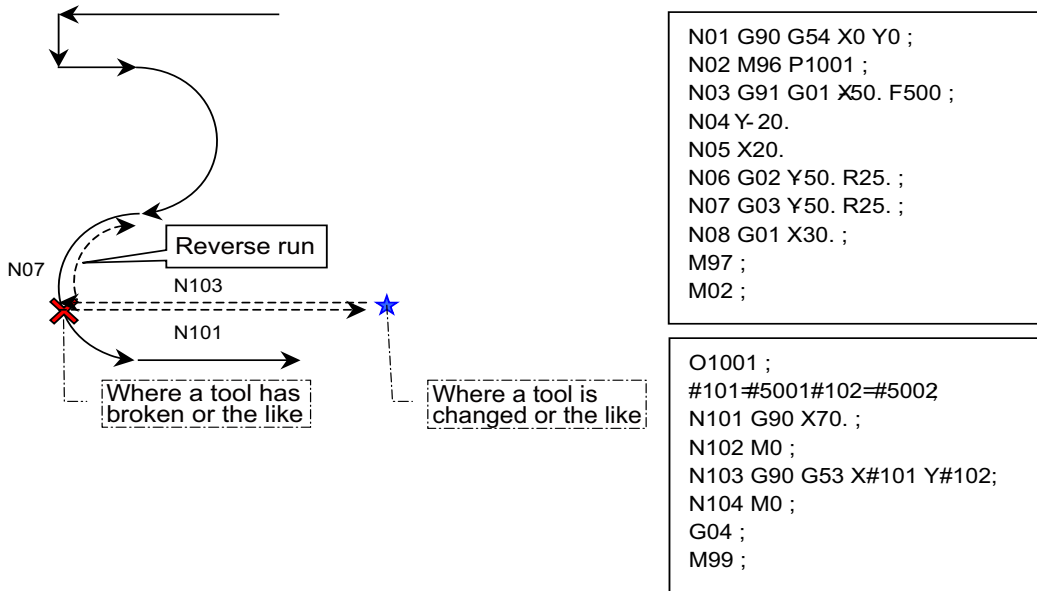 Reverse run
N07
N103
N101
Where a tool has
broken or the like
Where a tool is
changed or the like
N01 G90 G54 X0 Y0 ;
N02 M96 P1001 ;
N03 G91 G01 X-50. F500 ;
N04 Y-20.
N05 X20.
N06 G02 Y-50. R25. ;
N07 G03 Y-50. R25. ;
N08 G01 X30. ;
M97 ;
M02 ;
O1001 ;
#101=#5001#102=#5002;
N101 G90 X70. ;
N102 M0 ;
N103 G90 G53 X#101 Y#102;
N104 M0 ;
G04 ;
M99 ;